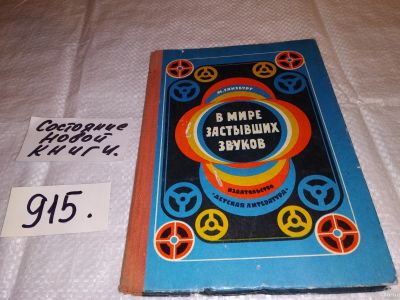 Состояние
Новой
книги.
915.
М. ГИНЗБУРГ
В МИРЕ
ЗАСТЫВШИХ
ЗВУКОВ
ИЗДАТЕЛЬСТВО
"ДЕТСКАЯ ЛИТЕРАТУРА"